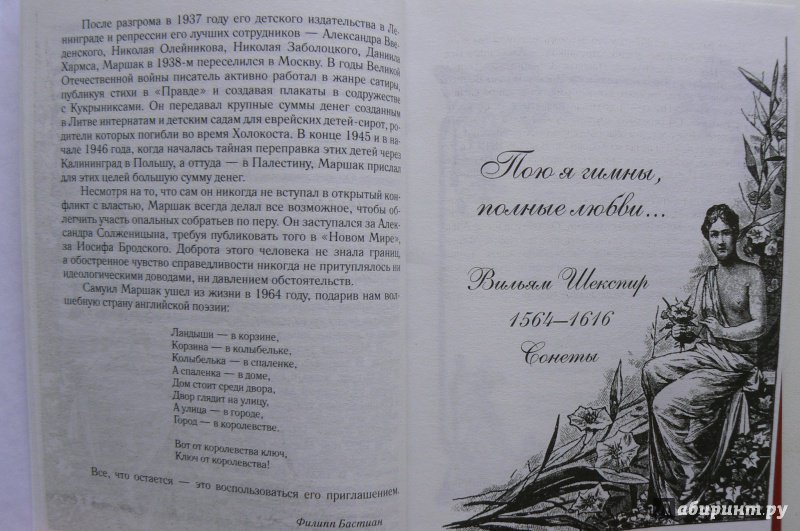 После разгрома в 1937 году его детского издательства в Ле-
нинграде и репрессии его лучших сотрудников — Александра Вве-
денского, Николая Олейникова, Николая Заболоцкого, Даниила
Хармса, Маршак в 1938-м переселился в Москву. В годы Великой
Отечественной войны писатель активно работал в жанре сатиры,
публикуя стихи в «Правде» и создавая плакаты в содружестве
с Кукрыниксами. Он передавал крупные суммы денег созданным
в Литве интернатам и детским садам для еврейских детей-сирот, ро-
дители которых погибли во время Холокоста. В конце 1945 и в на-
чале 1946 года, когда началась тайная переправка этих детей через
Калининград в Польшу, а оттуда — в Палестину, Маршак прислал
для этих целей большую сумму денег.
Несмотря на то, что сам он никогда не вступал в открытый конф-
ликт с властью, Маршак всегда делал все возможное, чтобы об-
легчить участь опальных собратьев по перу. Он заступался за Алек-
сандра Солженицына, требуя публиковать того в «Новом Мире»,
за Иосифа Бродского. Доброта этого человека не знала границ,
а обостренное чувство справедливости никогда не притуплялось ни
идеологическими доводами, ни давлением обстоятельств.
Самуил Маршак ушел из жизни в 1964 году, подарив нам вол-
шебную страну английской поэзии:
Ландыши — в корзине,
Корзина — в колыбельке,
Колыбелька — в спаленке,
А спаленка — в доме,
Дом стоит среди двора,
Двор глядит на улицу,
А улица — в городе,
Город — в королевстве.
Вот от королевства ключ,
Ключ от королевства!
Все, что остается — это воспользоваться его приглашением.
Филипп Бастиан
Пою я гимны,
полные любви...
Вильям Шекспир
1564—1616
Сонеты
абиринт.ру